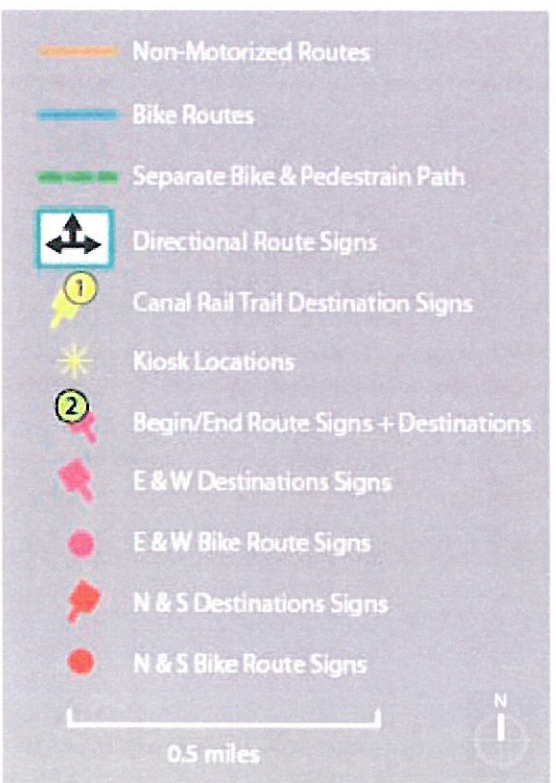 Non-Motorized Routes
Bike Routes
Separate Bike & Pedestrain Path
Directional Route Signs
1
Canal Rail Trail Destination Signs
Kiosk Locations
2
Begin/End Route Signs + Destinations
E & W Destinations Signs
E & W Bike Route Signs
N & S Destinations Signs
N & S Bike Route Signs
N
0.5 miles